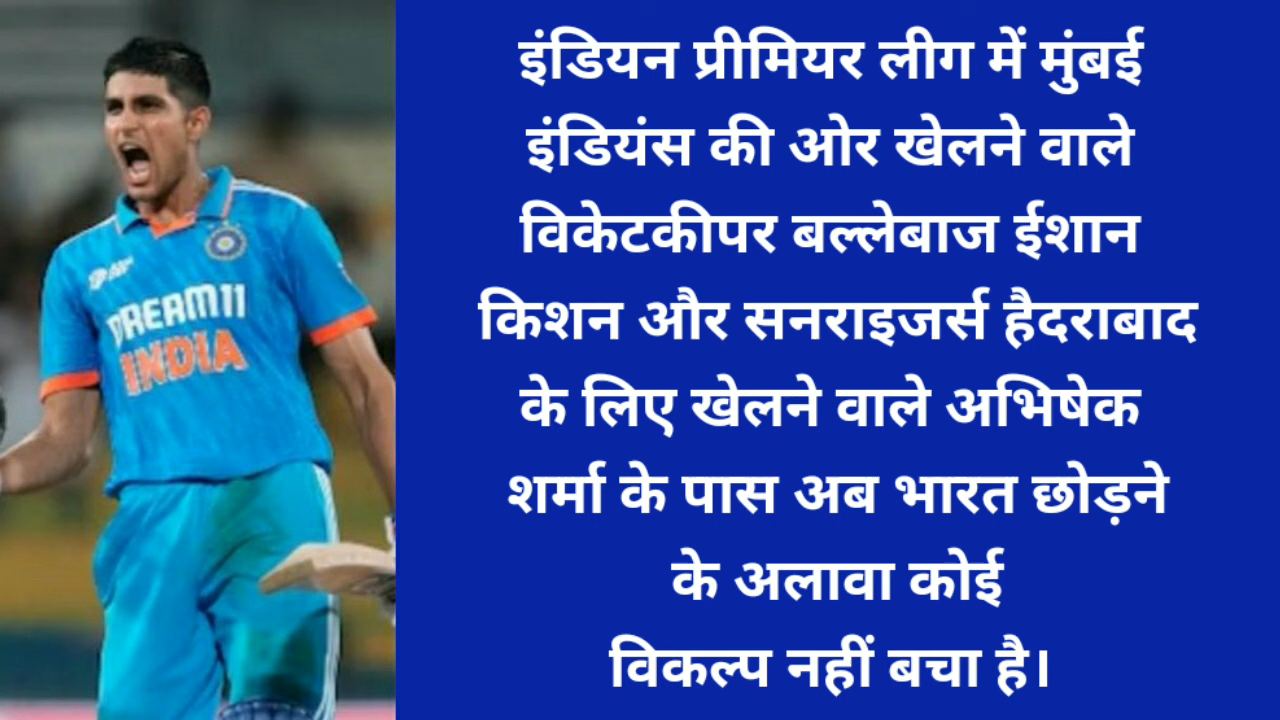 DREAM11
INDIA
इंडियन प्रीमियर लीग में मुंबई
इंडियंस की ओर खेलने वाले
विकेटकीपर बल्लेबाज ईशान
किशन और सनराइजर्स हैदराबाद
के लिए खेलने वाले अभिषेक
शर्मा के पास अब भारत छोड़ने
के अलावा कोई
विकल्प नहीं बचा है।